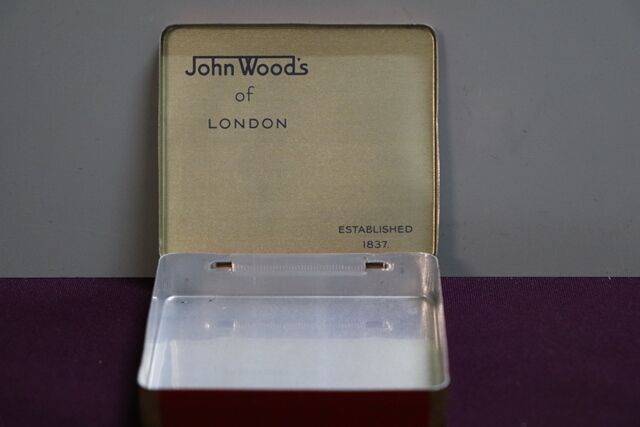 John Wood's
of
LONDON
ESTABLISHED
1837.